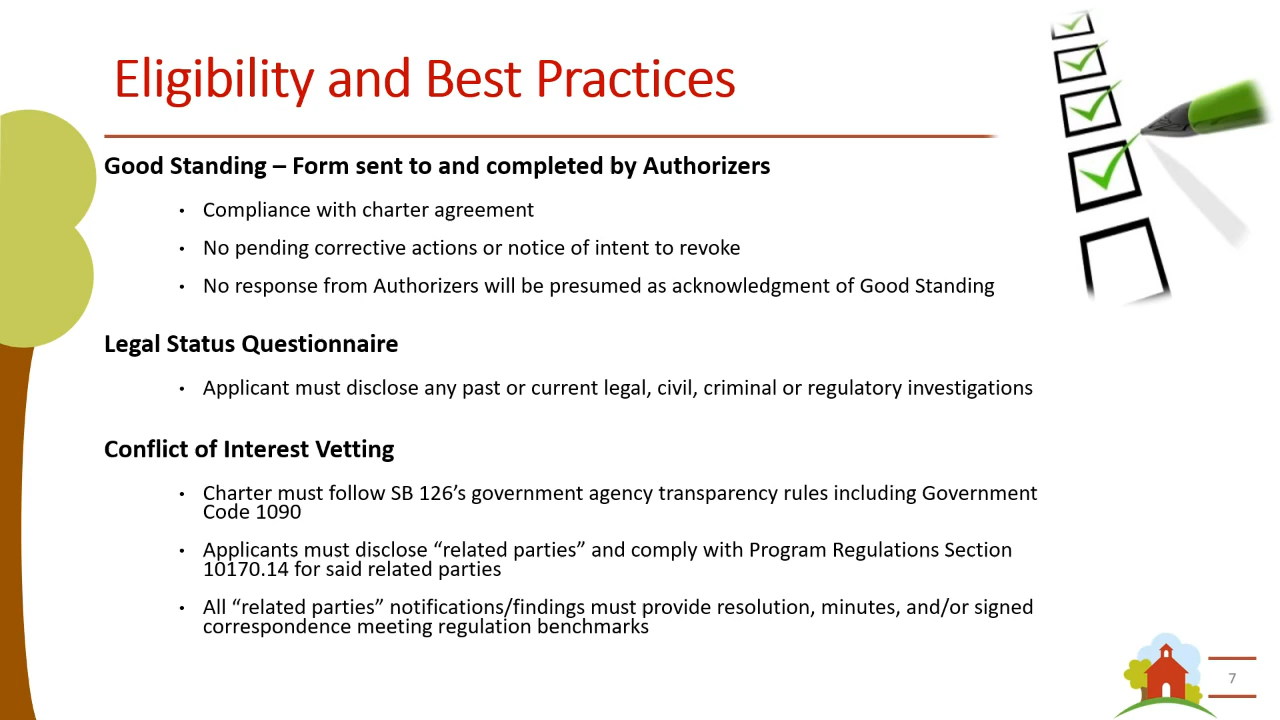 Eligibility and Best Practices
Good Standing – Form sent to and completed by Authorizers
• Compliance with charter agreement
• No pending corrective actions or notice of intent to revoke
• No response from Authorizers will be presumed as acknowledgment of Good Standing
Legal Status Questionnaire
• Applicant must disclose any past or current legal, civil, criminal or regulatory investigations
Conflict of Interest Vetting
• Charter must follow SB 126’s government agency transparency rules including Government
Code 1090
• Applicants must disclose “related parties” and comply with Program Regulations Section
10170.14 for said related parties
• All “related parties” notifications/findings must provide resolution, minutes, and/or signed
correspondence meeting regulation benchmarks
7